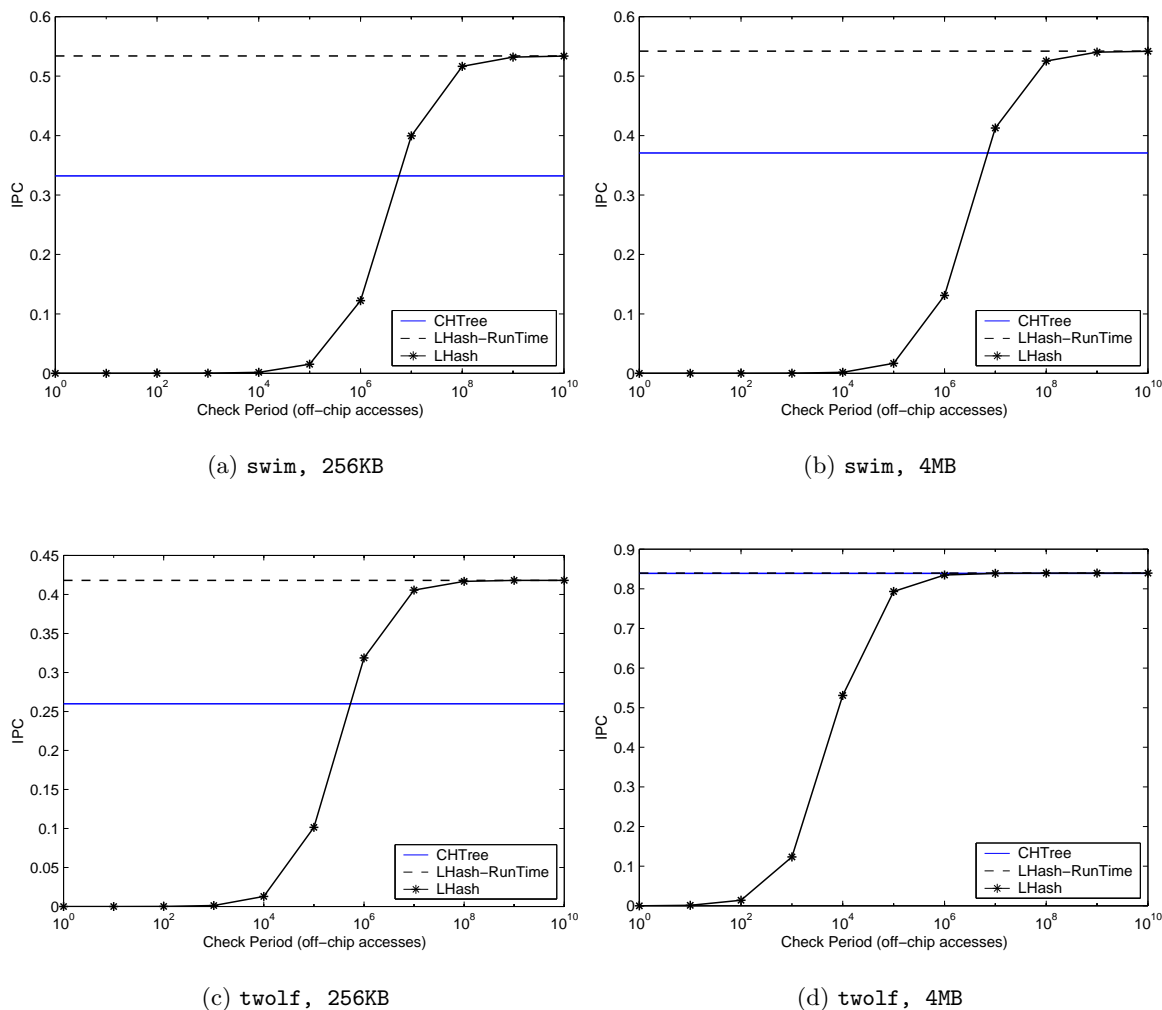 0.6
0.5
0.4
0.3
0.2
0.1
0
IPC
10^0 10^2 10^4 10^6 10^8 10^10
Check Period (off−chip accesses)
CHTree
LHash−RunTime
LHash
(a) swim, 256KB
0.6
0.5
0.4
0.3
0.2
0.1
0
IPC
10^0 10^2 10^4 10^6 10^8 10^10
Check Period (off−chip accesses)
CHTree
LHash−RunTime
LHash
(b) swim, 4MB
0.45
0.4
0.35
0.3
0.25
0.2
0.15
0.1
0.05
0
IPC
10^0 10^2 10^4 10^6 10^8 10^10
Check Period (off−chip accesses)
CHTree
LHash−RunTime
LHash
(c) twolf, 256KB
0.9
0.8
0.7
0.6
0.5
0.4
0.3
0.2
0.1
0
IPC
10^0 10^2 10^4 10^6 10^8 10^10
Check Period (off−chip accesses)
CHTree
LHash−RunTime
LHash
(d) twolf, 4MB